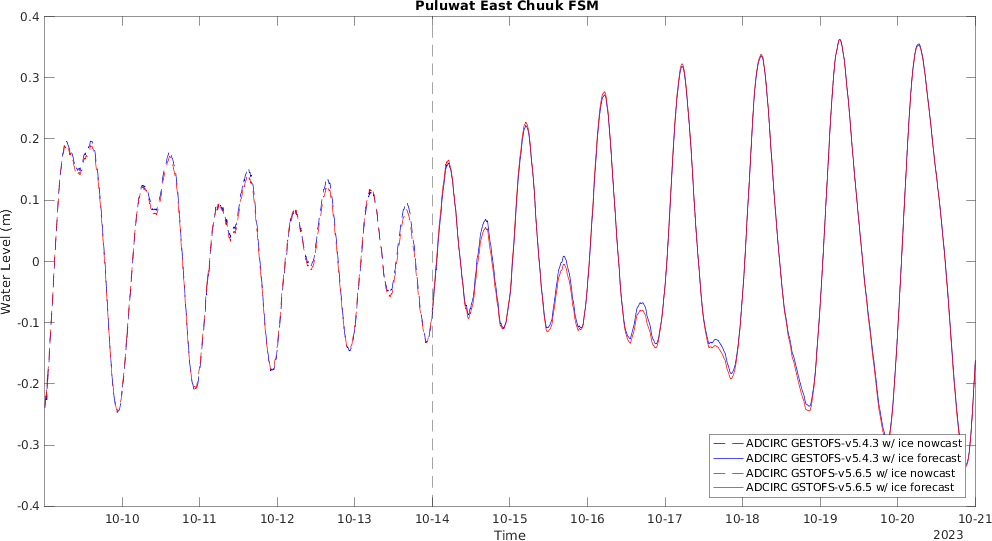 Puluwat East Chuuk FSM
0.4
0.3
0.2
0.1
0
-0.1
-0.2
-0.3
-0.4
Water Level (m)
ADCIRC GESTOFS-v5.4.3 w/ ice nowcast
ADCIRC GESTOFS-v5.4.3 w/ ice forecast
ADCIRC GSTOFS-v5.6.5 w/ ice nowcast
ADCIRC GSTOFS-v5.6.5 w/ ice forecast
10-10 10-11 10-12 10-13 10-14 10-15 10-16 10-17 10-18 10-19 10-20 10-21
Time
2023